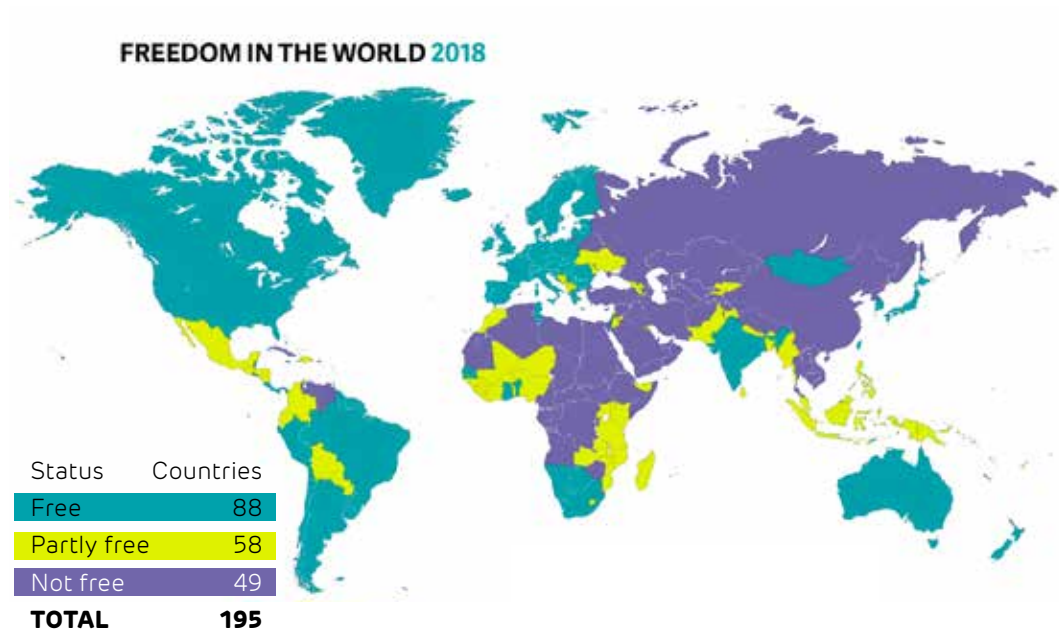 FREEDOM IN THE WORLD 2018
Status Countries
Free 88
Partly free 58
Not free 49
TOTAL 195